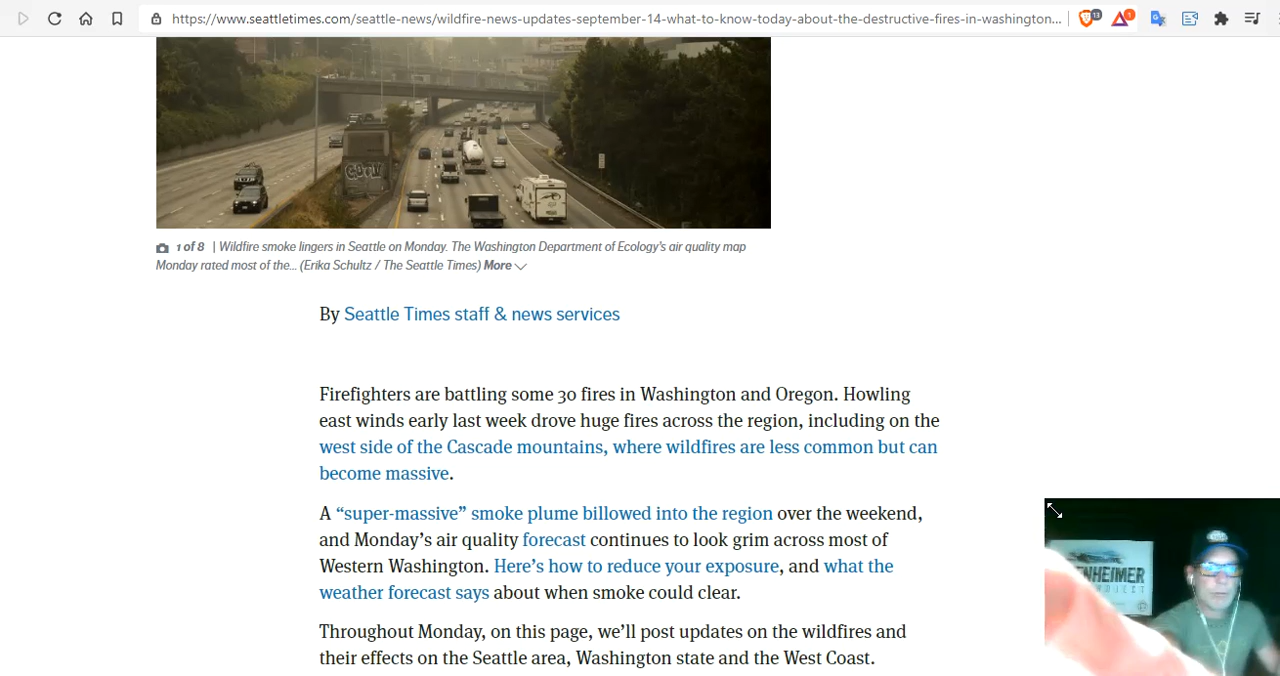 https://www.seattletimes.com/seattle-news/wildfire-news-updates-september-14-what-to-know-today-about-the-destructive-fires-in-washington...
13
1
1 of 8 | Wildfire smoke lingers in Seattle on Monday. The Washington Department of Ecology's air quality map
Monday rated most of the... (Erika Schultz / The Seattle Times) More
By Seattle Times staff & news services
Firefighters are battling some 30 fires in Washington and Oregon. Howling
east winds early last week drove huge fires across the region, including on the
west side of the Cascade mountains, where wildfires are less common but can
become massive.
A “super-massive” smoke plume billowed into the region over the weekend,
and Monday’s air quality forecast continues to look grim across most of
Western Washington. Here’s how to reduce your exposure, and what the
weather forecast says about when smoke could clear.
Throughout Monday, on this page, we’ll post updates on the wildfires and
their effects on the Seattle area, Washington state and the West Coast.
ENHEIMER